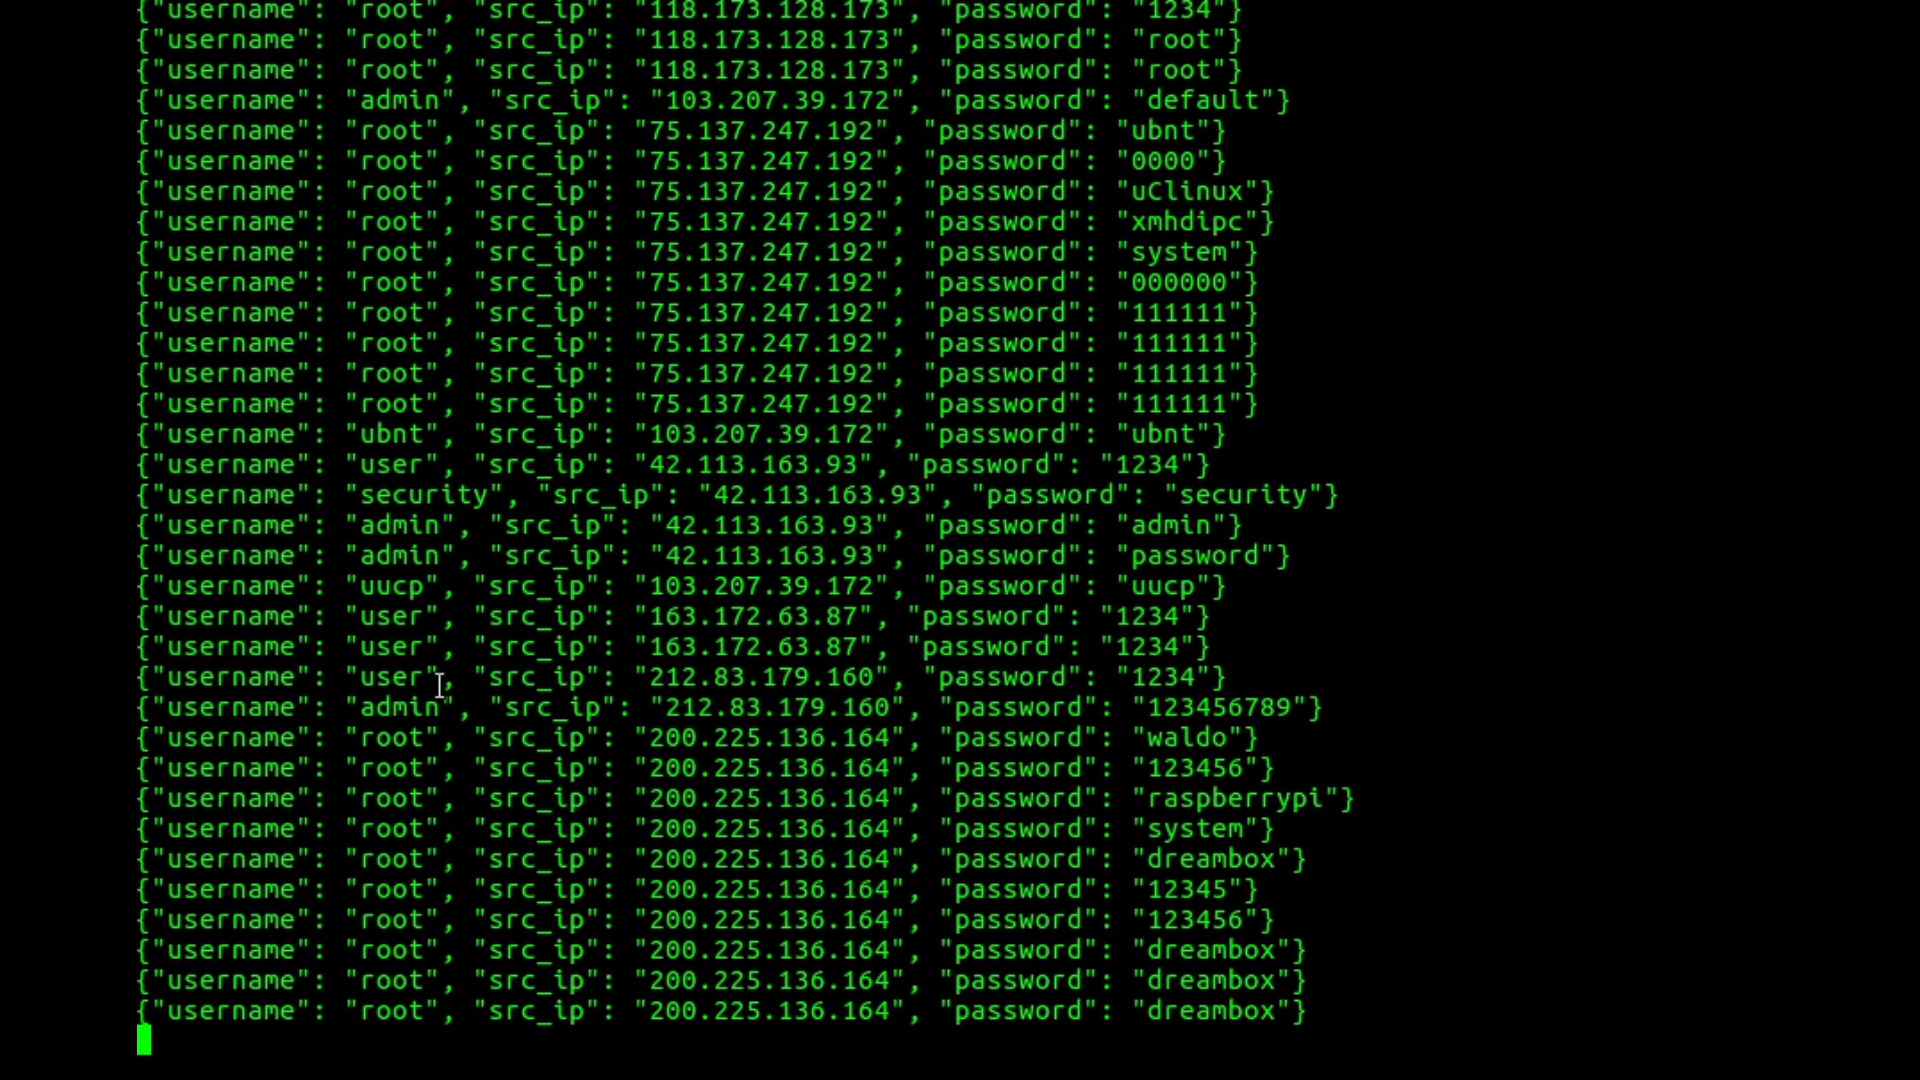 {"username": "root", "src_ip": "118.173.128.173", "password": "1234"}
{"username": "root", "src_ip": "118.173.128.173", "password": "root"}
{"username": "root", "src_ip": "118.173.128.173", "password": "root"}
{"username": "admin", "src_ip": "103.207.39.172", "password": "default"}
{"username": "root", "src_ip": "75.137.247.192", "password": "ubnt"}
{"username": "root", "src_ip": "75.137.247.192", "password": "0000"}
{"username": "root", "src_ip": "75.137.247.192", "password": "uClinux"}
{"username": "root", "src_ip": "75.137.247.192", "password": "xmhdipc"}
{"username": "root", "src_ip": "75.137.247.192", "password": "system"}
{"username": "root", "src_ip": "75.137.247.192", "password": "000000"}
{"username": "root", "src_ip": "75.137.247.192", "password": "111111"}
{"username": "root", "src_ip": "75.137.247.192", "password": "111111"}
{"username": "root", "src_ip": "75.137.247.192", "password": "111111"}
{"username": "root", "src_ip": "75.137.247.192", "password": "111111"}
{"username": "ubnt", "src_ip": "103.207.39.172", "password": "ubnt"}
{"username": "user", "src_ip": "42.113.163.93", "password": "1234"}
{"username": "security", "src_ip": "42.113.163.93", "password": "security"}
{"username": "admin", "src_ip": "42.113.163.93", "password": "admin"}
{"username": "admin", "src_ip": "42.113.163.93", "password": "password"}
{"username": "uucp", "src_ip": "103.207.39.172", "password": "uucp"}
{"username": "user", "src_ip": "163.172.63.87", "password": "1234"}
{"username": "user", "src_ip": "163.172.63.87", "password": "1234"}
{"username": "user", "src_ip": "212.83.179.160", "password": "1234"}
{"username": "admin", "src_ip": "212.83.179.160", "password": "123456789"}
{"username": "root", "src_ip": "200.225.136.164", "password": "waldo"}
{"username": "root", "src_ip": "200.225.136.164", "password": "123456"}
{"username": "root", "src_ip": "200.225.136.164", "password": "raspberrypi"}
{"username": "root", "src_ip": "200.225.136.164", "password": "system"}
{"username": "root", "src_ip": "200.225.136.164", "password": "dreambox"}
{"username": "root", "src_ip": "200.225.136.164", "password": "12345"}
{"username": "root", "src_ip": "200.225.136.164", "password": "123456"}
{"username": "root", "src_ip": "200.225.136.164", "password": "dreambox"}
{"username": "root", "src_ip": "200.225.136.164", "password": "dreambox"}
{"username": "root", "src_ip": "200.225.136.164", "password": "dreambox"}